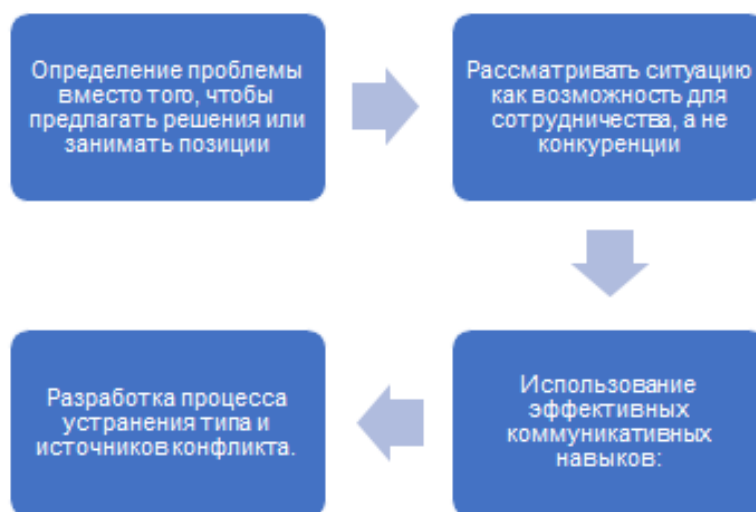 Определение проблемы
вместо того, чтобы
предлагать решения или
занимать позиции
Рассматривать ситуацию
как возможность для
сотрудничества, а не
конкуренции
Использование
эффективных
коммуникативных
навыков:
Разработка процесса
устранения типа и
источников конфликта.